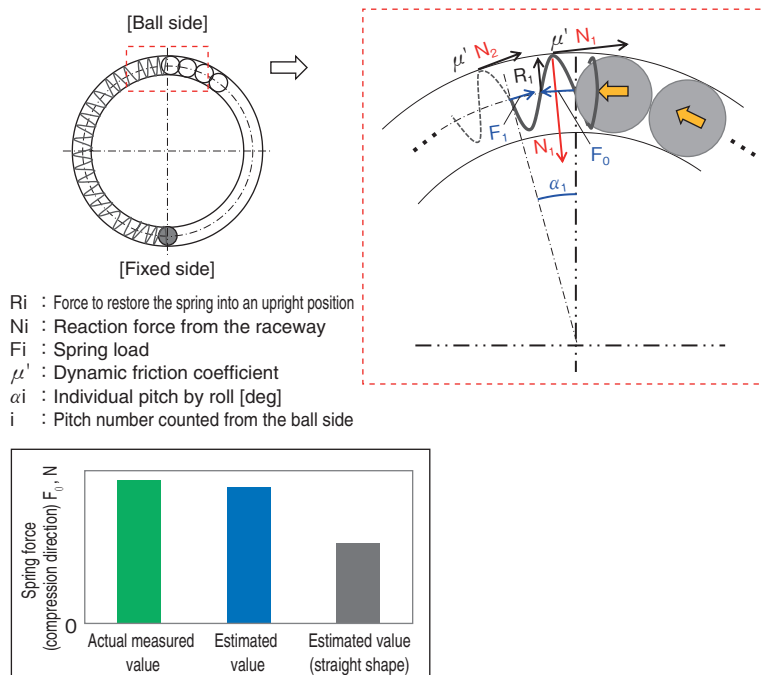 [Ball side]
[Fixed side]
μ' N₂
μ' N₁
R₁
F₁
N₁
F₀
α₁
Ri : Force to restore the spring into an upright position
Ni : Reaction force from the raceway
Fi : Spring load
μ' : Dynamic friction coefficient
αi : Individual pitch by roll [deg]
i : Pitch number counted from the ball side
Spring force
(compression direction) F₀, N
0
Actual measured
value
Estimated
value
Estimated value
(straight shape)